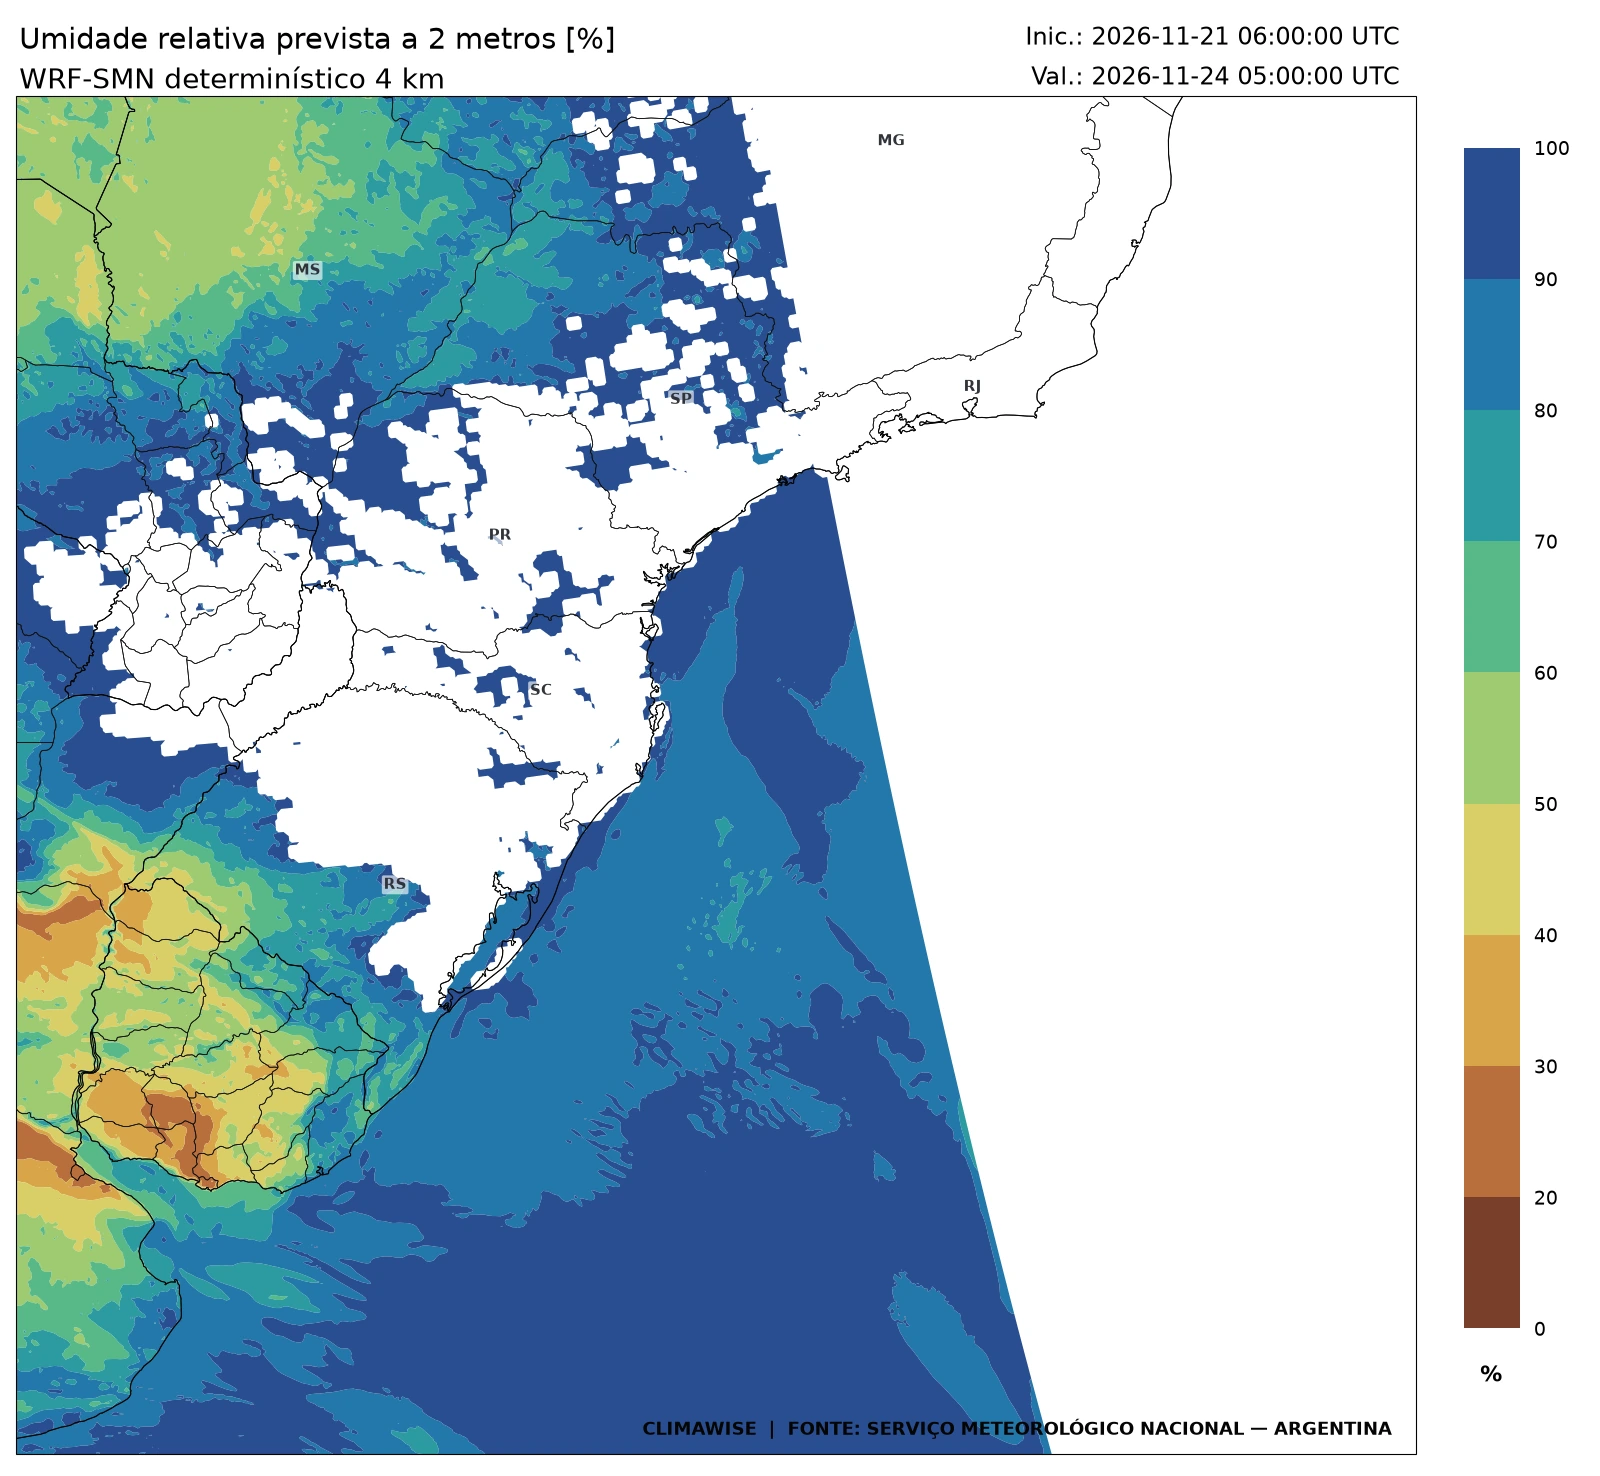 Umidade relativa prevista a 2 metros [%]
WRF-SMN determinístico 4 km
Inic.: 2026-11-21 06:00:00 UTC
Val.: 2026-11-24 05:00:00 UTC
MG
MS
RJ
SP
PR
SC
RS
100
90
80
70
60
50
40
30
20
0
%
CLIMAWISE | FONTE: SERVIÇO METEOROLÓGICO NACIONAL — ARGENTINA